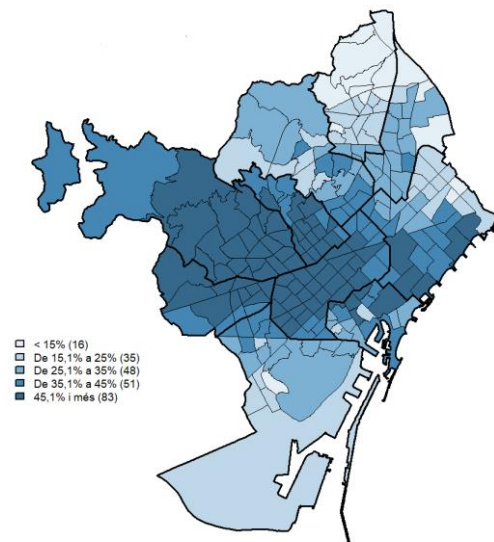 < 15% (16)
De 15,1% a 25% (35)
De 25,1% a 35% (48)
De 35,1% a 45% (51)
45,1% i més (83)